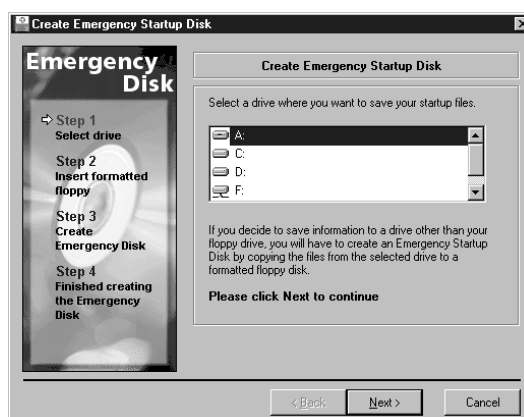 Create Emergency Startup Disk
Emergency
Disk
Step 1
Select drive
Step 2
Insert formatted
floppy
Step 3
Create
Emergency Disk
Step 4
Finished creating
the Emergency
Disk
Create Emergency Startup Disk
Select a drive where you want to save your startup files.
A:
C:
D:
F:
If you decide to save information to a drive other than your
floppy drive, you will have to create an Emergency Startup
Disk by copying the files from the selected drive to a
formatted floppy disk.
Please click Next to continue
< Back
Next >
Cancel